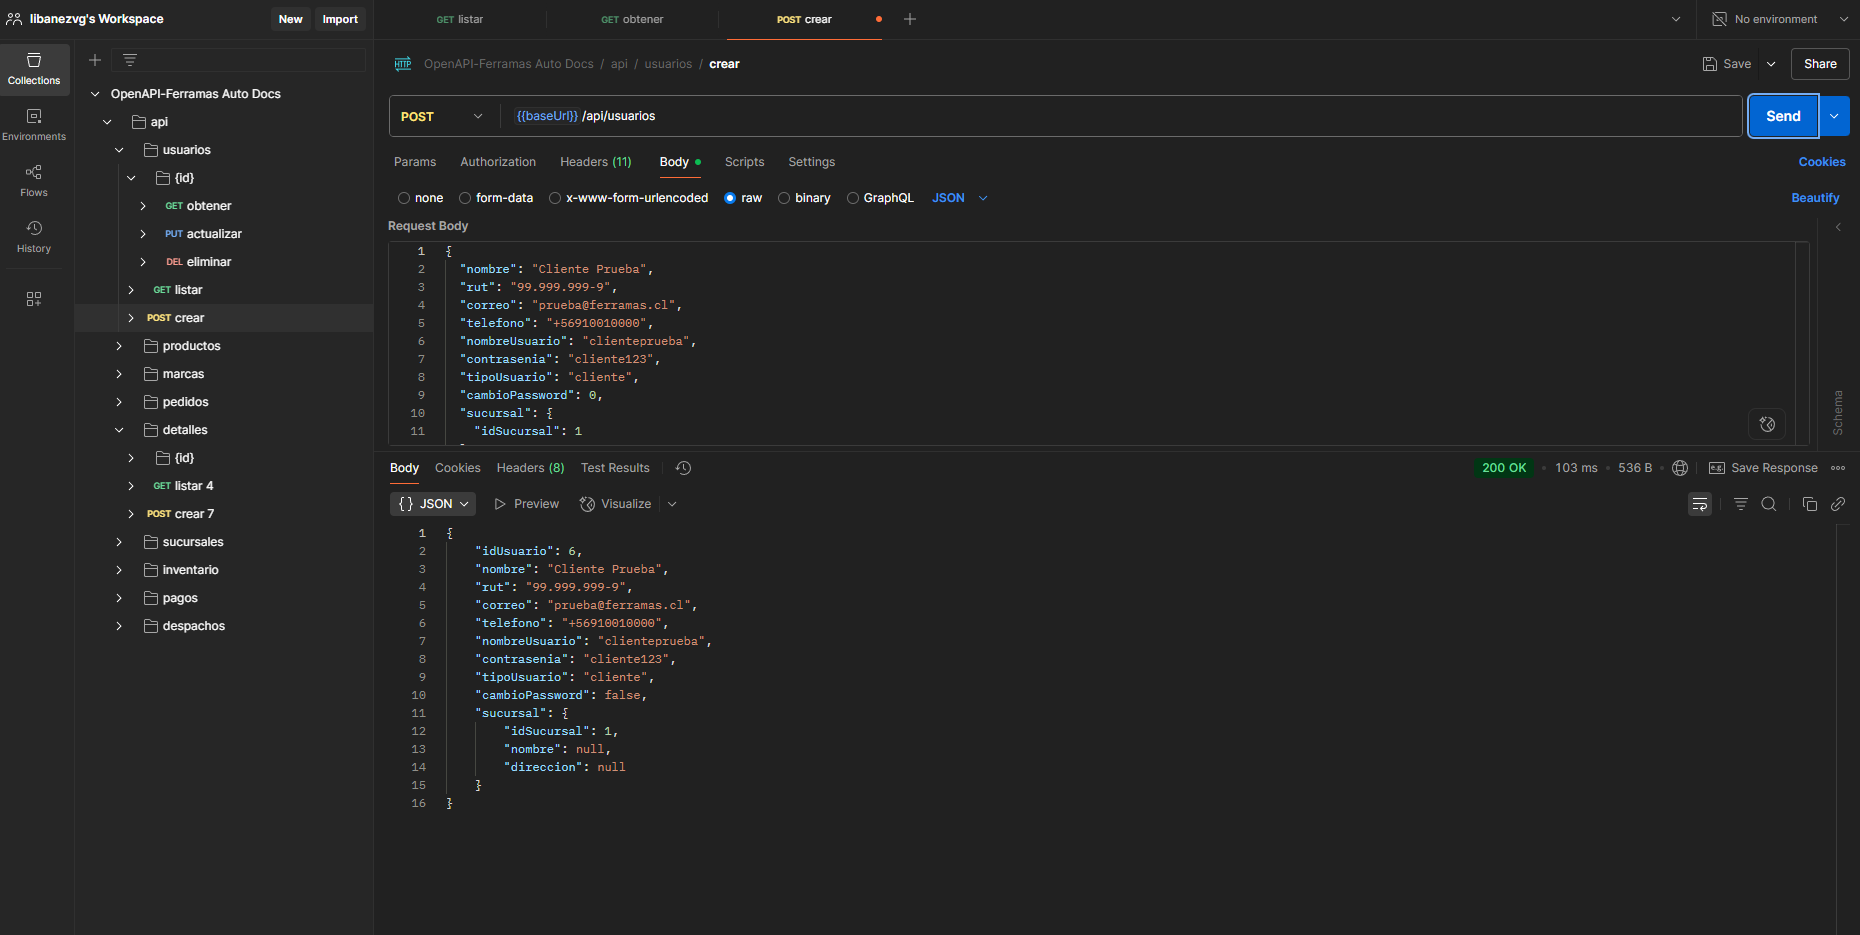 libanezvg's Workspace
New
Import
GET listar
GET obtener
POST crear
No environment
Collections
Environments
Flows
History
OpenAPI-Ferramas Auto Docs
api
usuarios
{id}
GET obtener
PUT actualizar
DEL eliminar
GET listar
POST crear
productos
marcas
pedidos
detalles
{id}
GET listar 4
POST crear 7
sucursales
inventario
pagos
despachos
HTTP OpenAPI-Ferramas Auto Docs / api / usuarios / crear
Save
Share
POST
{{baseUrl}} /api/usuarios
Send
Params
Authorization
Headers (11)
Body
Scripts
Settings
Cookies
none
form-data
x-www-form-urlencoded
raw
binary
GraphQL
JSON
Beautify
Request Body
1 {
2 "nombre": "Cliente Prueba",
3 "rut": "99.999.999-9",
4 "correo": "prueba@ferramas.cl",
5 "telefono": "+56910010000",
6 "nombreUsuario": "clienteprueba",
7 "contrasenia": "cliente123",
8 "tipoUsuario": "cliente",
9 "cambioPassword": 0,
10 "sucursal": {
11 "idSucursal": 1
Schema
Body
Cookies
Headers (8)
Test Results
200 OK
103 ms
536 B
e.g.
Save Response
{} JSON
Preview
Visualize
1 {
2 "idUsuario": 6,
3 "nombre": "Cliente Prueba",
4 "rut": "99.999.999-9",
5 "correo": "prueba@ferramas.cl",
6 "telefono": "+56910010000",
7 "nombreUsuario": "clienteprueba",
8 "contrasenia": "cliente123",
9 "tipoUsuario": "cliente",
10 "cambioPassword": false,
11 "sucursal": {
12 "idSucursal": 1,
13 "nombre": null,
14 "direccion": null
15 }
16 }